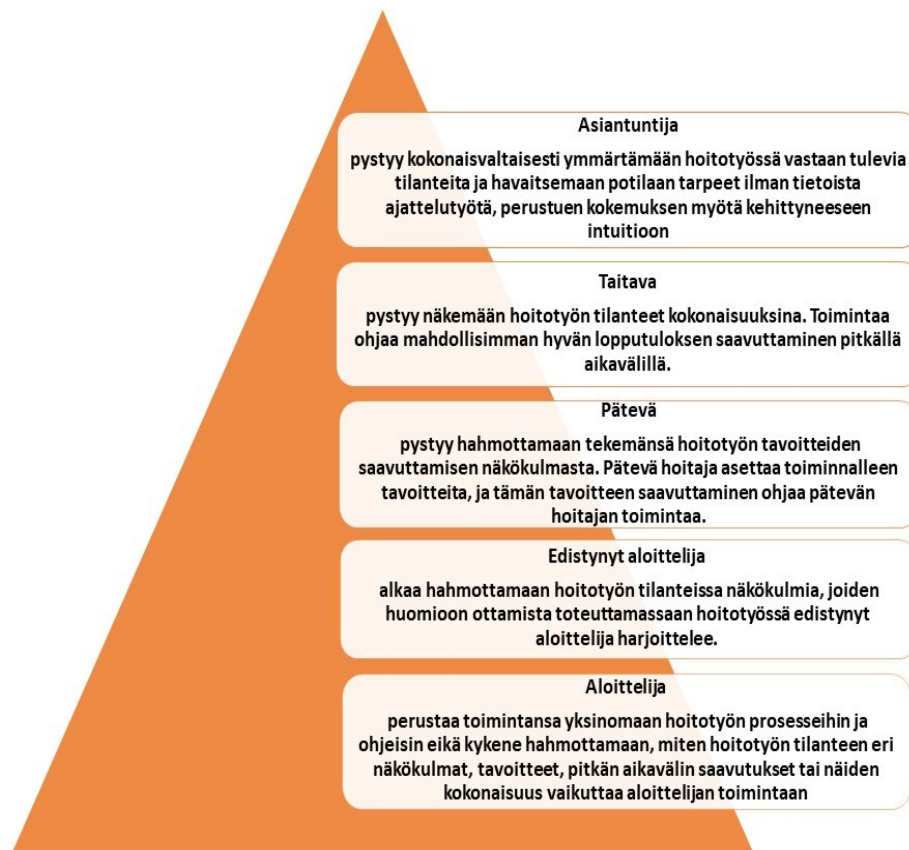 Asiantuntija
pystyy kokonaisvaltaisesti ymmärtämään hoitotyössä vastaan tulevia
tilanteita ja havaitsemaan potilaan tarpeet ilman tietoista
ajattelutyötä, perustuen kokemuksen myötä kehittyneeseen
intuitioon
Taitava
pystyy näkemään hoitotyön tilanteet kokonaisuuksina. Toimintaa
ohjaa mahdollisimman hyvän lopputuloksen saavuttaminen pitkällä
aikavälillä.
Pätevä
pystyy hahmottamaan tekemänsä hoitotyön tavoitteiden
saavuttamisen näkökulmasta. Pätevä hoitaja asettaa toiminnalleen
tavoitteita, ja tämän tavoitteen saavuttaminen ohjaa pätevän
hoitajan toimintaa.
Edistynyt aloittelija
alkaa hahmottamaan hoitotyön tilanteissa näkökulmia, joiden
huomioon ottamista toteuttamassaan hoitotyössä edistynyt
aloittelija harjoittelee.
Aloittelija
perustaa toimintansa yksinomaan hoitotyön prosesseihin ja
ohjeisin eikä kykene hahmottamaan, miten hoitotyön tilanteen eri
näkökulmat, tavoitteet, pitkän aikavälin saavutukset tai näiden
kokonaisuus vaikuttaa aloittelijan toimintaan